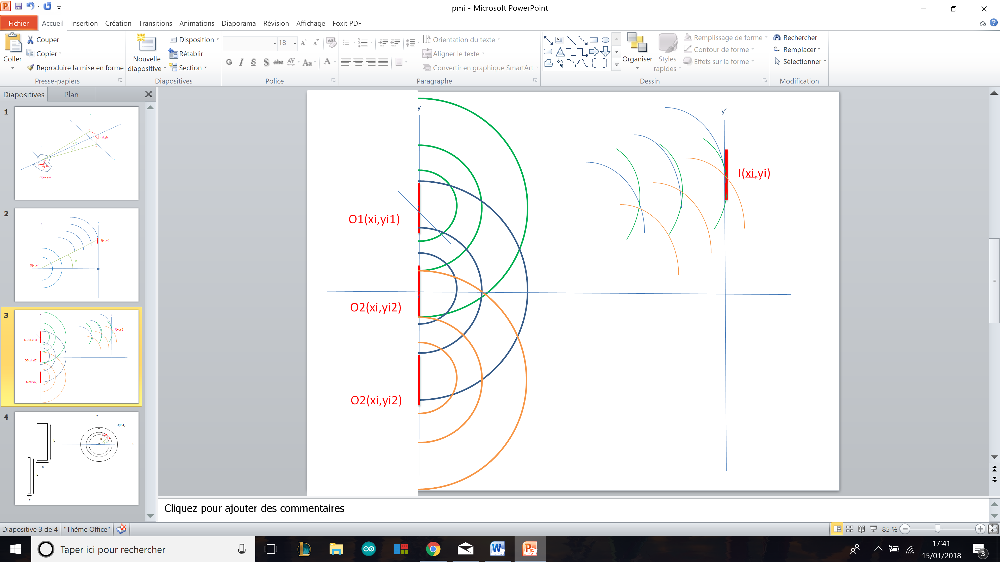 pmi - Microsoft PowerPoint
Fichier Accueil Insertion Création Transitions Animations Diaporama Révision Affichage Foxit PDF
Coller
Couper
Copier
Reproduire la mise en forme
Presse-papiers
Nouvelle
diapositive
Disposition
Rétablir
Section
Diapositives
18
G I S S abc AV Aa A
Police
Orientation du texte
Aligner le texte
Convertir en graphique SmartArt
Paragraphe
Organiser
Styles
rapides
Remplissage de forme
Contour de forme
Effets sur la forme
Dessin
Rechercher
Remplacer
Sélectionner
Modification
Diapositives Plan
1
I(xi,yi)
O(xo,yo)
2
I(xi,yi)
O(xi,yi)
3
I(xi,yi)
O1(xi,yi1)
O2(xi,yi2)
O2(xi,yi2)
4
y
O(R,α)
b
R
x
a
b
ε
y
y'
I(xi,yi)
O1(xi,yi1)
O2(xi,yi2)
O2(xi,yi2)
Cliquez pour ajouter des commentaires
Diapositive 3 de 4 "Thème Office" 85 %
Taper ici pour rechercher
17:41
15/01/2018
3